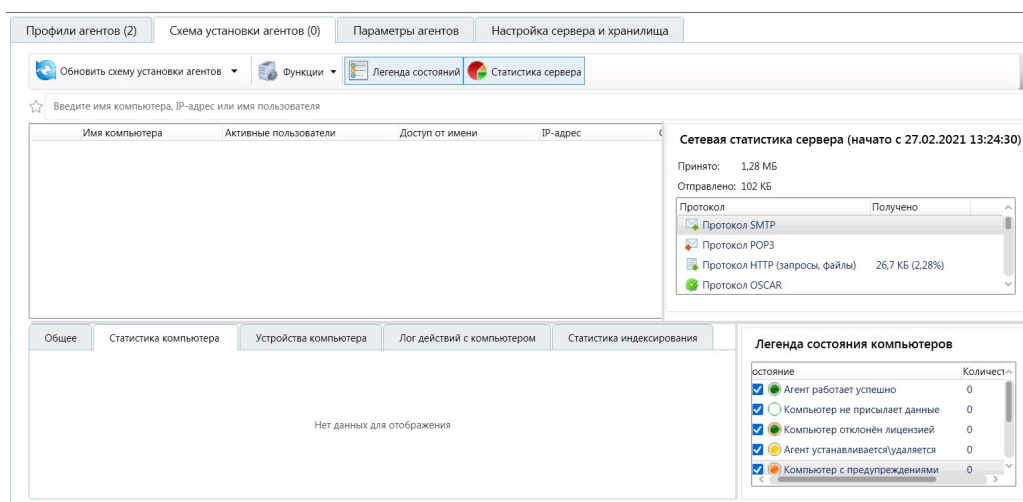 Профили агентов (2) Схема установки агентов (0) Параметры агентов Настройка сервера и хранилища
Обновить схему установки агентов Функции Легенда состояний Статистика сервера
Введите имя компьютера, IP-адрес или имя пользователя
Имя компьютера Активные пользователи Доступ от имени IP-адрес
Сетевая статистика сервера (начато с 27.02.2021 13:24:30)
Принято: 1,28 МБ
Отправлено: 102 КБ
Протокол Получено
Протокол SMTP
Протокол POP3
Протокол HTTP (запросы, файлы) 26,7 КБ (2,28%)
Протокол OSCAR
Общее Статистика компьютера Устройства компьютера Лог действий с компьютером Статистика индексирования
Нет данных для отображения
Легенда состояния компьютеров
остояние Количест
Агент работает успешно 0
Компьютер не присылает данные 0
Компьютер отклонён лицензией 0
Агент устанавливается\удаляется 0
Компьютер с предупреждениями 0